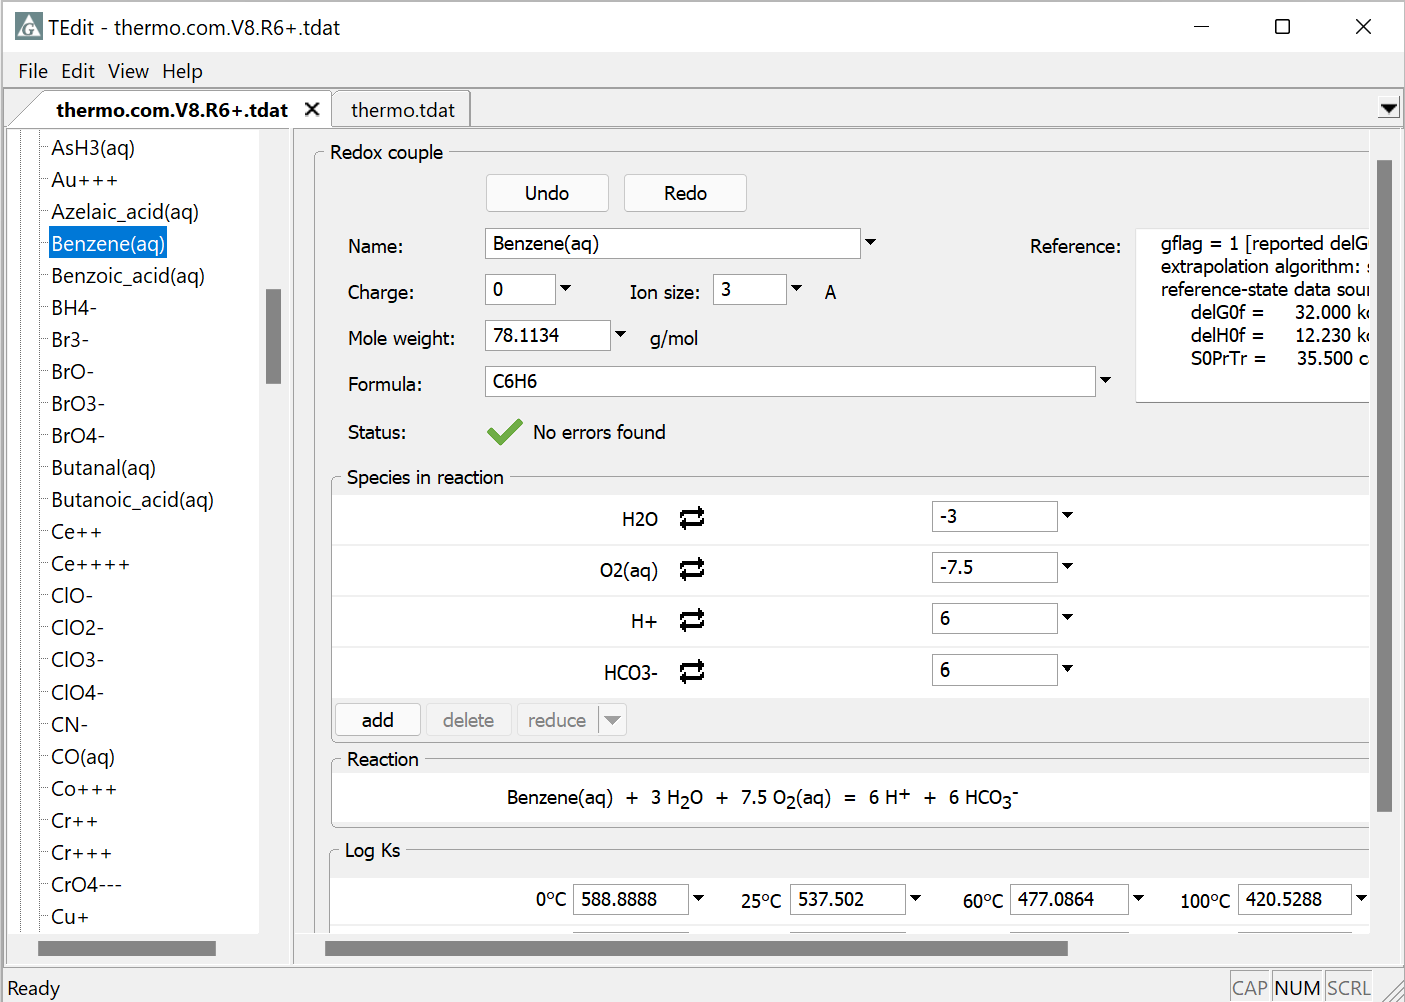 TEdit - thermo.com.V8.R6+.tdat
File Edit View Help
thermo.com.V8.R6+.tdat
thermo.tdat
AsH3(aq)
Au+++
Azelaic_acid(aq)
Benzene(aq)
Benzoic_acid(aq)
BH4-
Br3-
BrO-
BrO3-
BrO4-
Butanal(aq)
Butanoic_acid(aq)
Ce++
Ce++++
ClO-
ClO2-
ClO3-
ClO4-
CN-
CO(aq)
Co+++
Cr++
Cr+++
CrO4---
Cu+
Redox couple
Undo Redo
Name: Benzene(aq)
Charge: 0 Ion size: 3 A
Mole weight: 78.1134 g/mol
Formula: C6H6
Status: No errors found
Reference:
gflag = 1 [reported delG
extrapolation algorithm:
reference-state data sour
delG0f = 32.000
delH0f = 12.230
S0PrTr = 35.500
Species in reaction
H2O -3
O2(aq) -7.5
H+ 6
HCO3- 6
add delete reduce
Reaction
Benzene(aq) + 3 H₂O + 7.5 O₂(aq) = 6 H⁺ + 6 HCO₃⁻
Log Ks
0°C 588.8888 25°C 537.502 60°C 477.0864 100°C 420.5288
Ready
CAP NUM SCRL